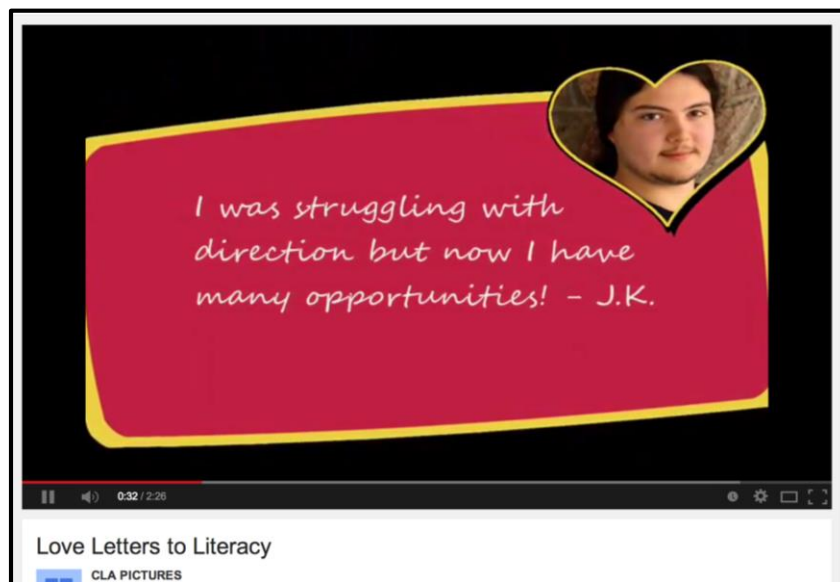 I was struggling with
direction but now I have
many opportunities! - J.K.
0:32 / 2:26
Love Letters to Literacy
CLA PICTURES